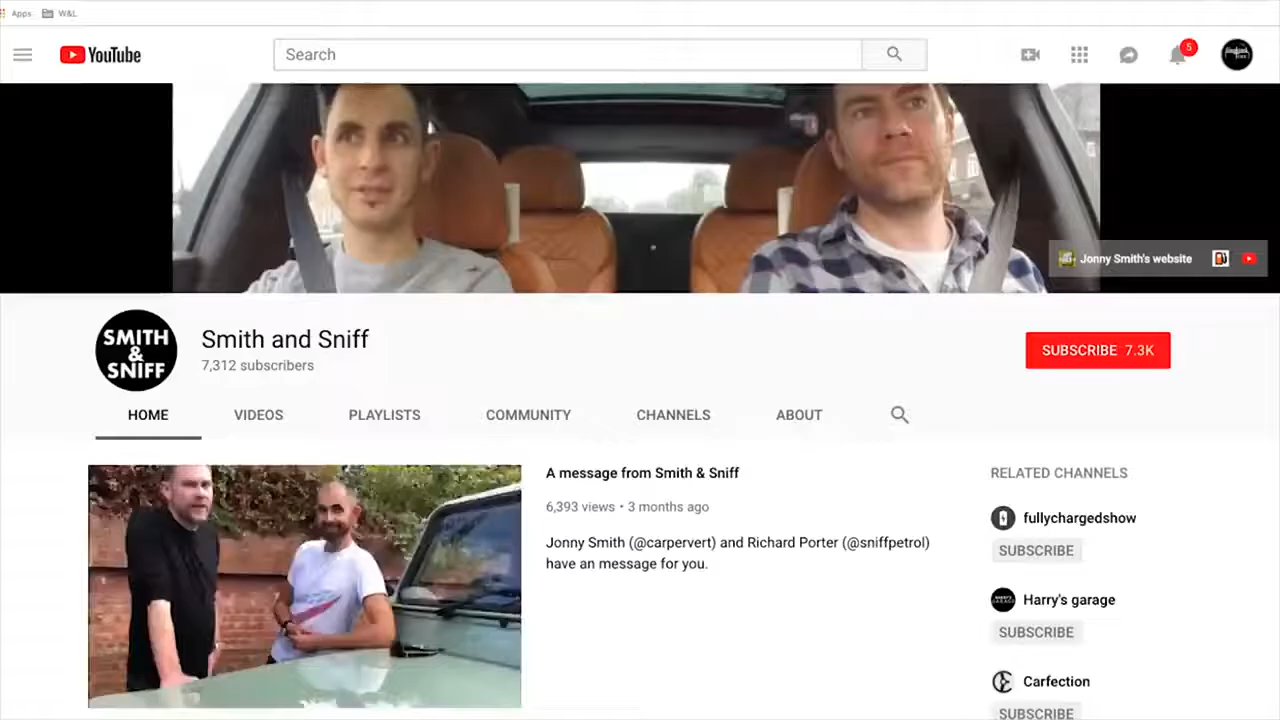 Apps W&L
YouTube
Search
5
Jonny Smith's website
SMITH
&
SNIFF
Smith and Sniff
7,312 subscribers
SUBSCRIBE 7.3K
HOME VIDEOS PLAYLISTS COMMUNITY CHANNELS ABOUT
A message from Smith & Sniff
6,393 views • 3 months ago
Jonny Smith (@carpervert) and Richard Porter (@sniffpetrol)
have an message for you.
RELATED CHANNELS
fullychargedshow
SUBSCRIBE
Harry's garage
SUBSCRIBE
Carfection
SUBSCRIBE